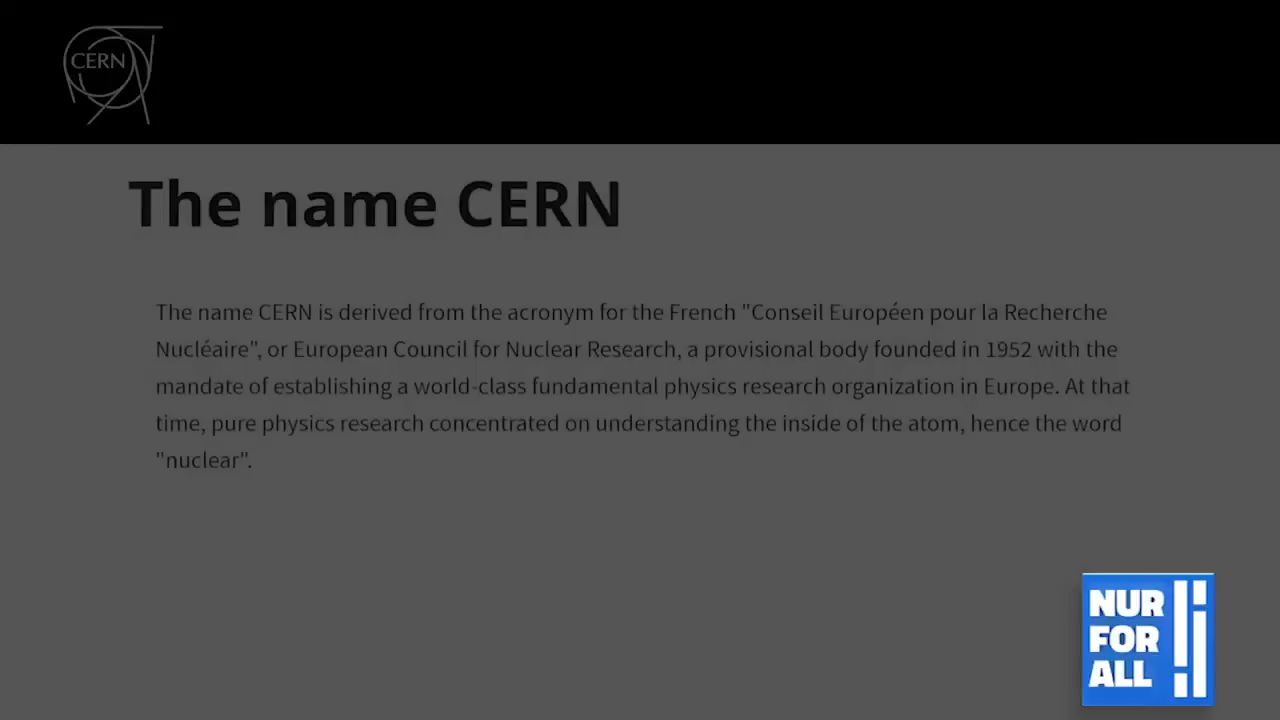 CERN
The name CERN
The name CERN is derived from the acronym for the French "Conseil Européen pour la Recherche
Nucléaire", or European Council for Nuclear Research, a provisional body founded in 1952 with the
mandate of establishing a world-class fundamental physics research organization in Europe. At that
time, pure physics research concentrated on understanding the inside of the atom, hence the word
"nuclear".
NUR
FOR
ALL